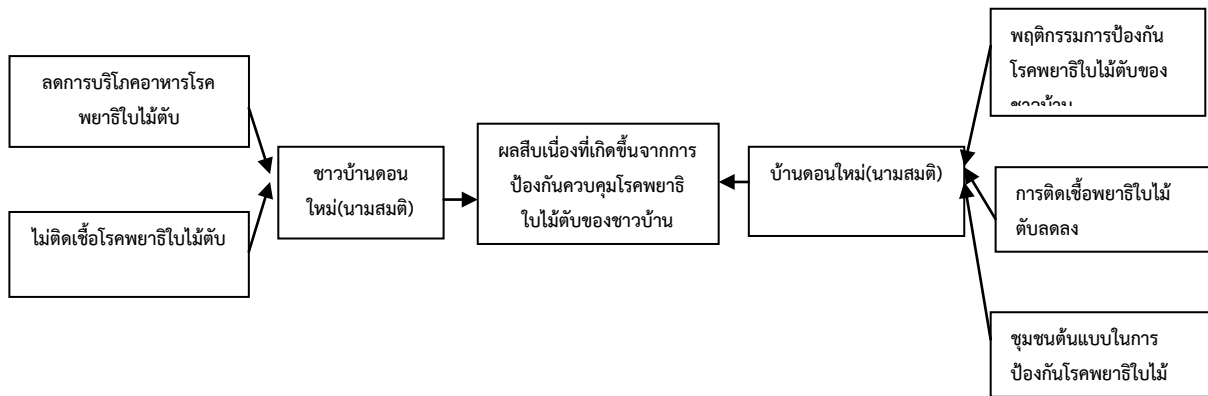 ลดการบริโภคอาหารโรค
พยาธิใบไม้ตับ
ไม่ติดเชื้อโรคพยาธิใบไม้ตับ
ชาวบ้านดอน
ใหม่(นามสมติ)
ผลสืบเนื่องที่เกิดขึ้นจากการ
ป้องกันควบคุมโรคพยาธิ
ใบไม้ตับของชาวบ้าน
บ้านดอนใหม่(นามสมติ)
พฤติกรรมการป้องกัน
โรคพยาธิใบไม้ตับของ
ชาวบ้าน
การติดเชื้อพยาธิใบไม้
ตับลดลง
ชุมชนต้นแบบในการ
ป้องกันโรคพยาธิใบไม้